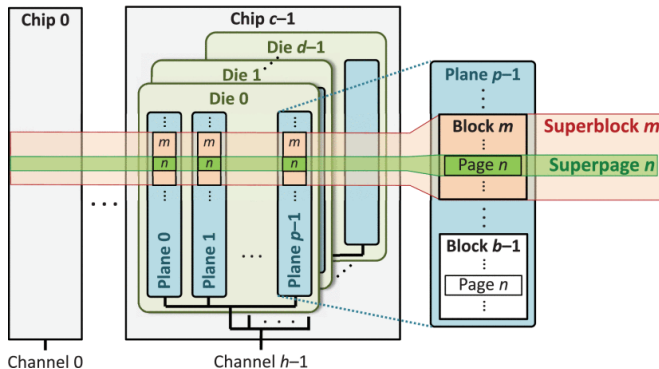 Chip 0
Chip c–1
Die d–1
Die 1
Die 0
m
m
m
n
n
n
Plane 0
Plane 1
Plane p–1
Plane p–1
Block m
Superblock m
Page n
Superpage n
Block b–1
Page n
Channel 0
Channel h–1